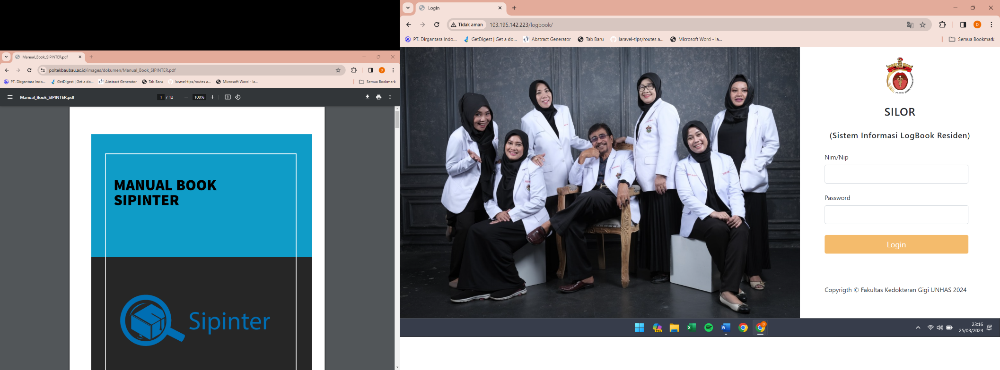 Manual_Book_SIPINTER.pdf
poltekbaubau.ac.id/images/dokumen/Manual_Book_SIPINTER.pdf
PT. Dirgantara Indo...
GetDigest | Get a do...
Abstract Generator
Tab Baru
laravel-tips/routes a...
Microsoft Word - la...
Semua Bookmark
Manual_Book_SIPINTER.pdf
1 / 12
100%
MANUAL BOOK
SIPINTER
Sipinter
Login
Tidak aman
103.195.142.223/logbook/
D
PT. Dirgantara Indo...
GetDigest | Get a do...
Abstract Generator
Tab Baru
laravel-tips/routes a...
Microsoft Word - la...
Semua Bookmark
SILOR
(Sistem Informasi LogBook Residen)
Nim/Nip
Password
Login
Copyrigth © Fakultas Kedokteran Gigi UNHAS 2024
23:16
25/03/2024